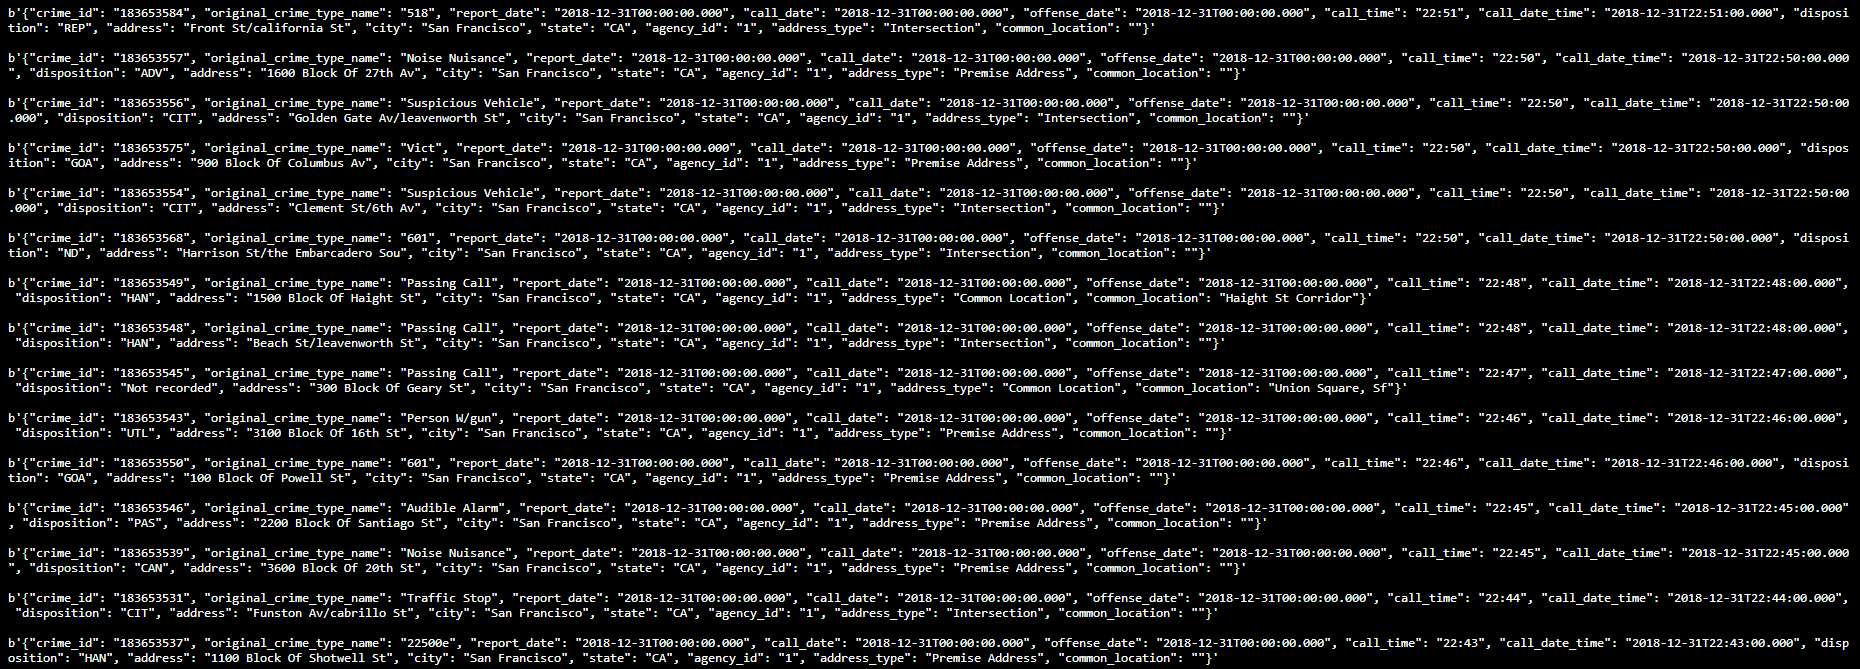 b'{"crime_id": "183653584", "original_crime_type_name": "518", "report_date": "2018-12-31T00:00:00.000", "call_date": "2018-12-31T00:00:00.000", "offense_date": "2018-12-31T00:00:00.000", "call_time": "22:51", "call_date_time": "2018-12-31T22:51:00.000", "disposi
tion": "REP", "address": "Front St/california St", "city": "San Francisco", "state": "CA", "agency_id": "1", "address_type": "Intersection", "common_location": ""}'
b'{"crime_id": "183653557", "original_crime_type_name": "Noise Nuisance", "report_date": "2018-12-31T00:00:00.000", "call_date": "2018-12-31T00:00:00.000", "offense_date": "2018-12-31T00:00:00.000", "call_time": "22:50", "call_date_time": "2018-12-31T22:50:00.000"
, "disposition": "ADV", "address": "1600 Block Of 27th Av", "city": "San Francisco", "state": "CA", "agency_id": "1", "address_type": "Premise Address", "common_location": ""}'
b'{"crime_id": "183653556", "original_crime_type_name": "Suspicious Vehicle", "report_date": "2018-12-31T00:00:00.000", "call_date": "2018-12-31T00:00:00.000", "offense_date": "2018-12-31T00:00:00.000", "call_time": "22:50", "call_date_time": "2018-12-31T22:50:00
.000", "disposition": "CIT", "address": "Golden Gate Av/leavenworth St", "city": "San Francisco", "state": "CA", "agency_id": "1", "address_type": "Intersection", "common_location": ""}'
b'{"crime_id": "183653575", "original_crime_type_name": "Vict", "report_date": "2018-12-31T00:00:00.000", "call_date": "2018-12-31T00:00:00.000", "offense_date": "2018-12-31T00:00:00.000", "call_time": "22:50", "call_date_time": "2018-12-31T22:50:00.000", "dispos
ition": "GOA", "address": "900 Block Of Columbus Av", "city": "San Francisco", "state": "CA", "agency_id": "1", "address_type": "Premise Address", "common_location": ""}'
b'{"crime_id": "183653554", "original_crime_type_name": "Suspicious Vehicle", "report_date": "2018-12-31T00:00:00.000", "call_date": "2018-12-31T00:00:00.000", "offense_date": "2018-12-31T00:00:00.000", "call_time": "22:50", "call_date_time": "2018-12-31T22:50:00
.000", "disposition": "CIT", "address": "Clement St/6th Av", "city": "San Francisco", "state": "CA", "agency_id": "1", "address_type": "Intersection", "common_location": ""}'
b'{"crime_id": "183653568", "original_crime_type_name": "601", "report_date": "2018-12-31T00:00:00.000", "call_date": "2018-12-31T00:00:00.000", "offense_date": "2018-12-31T00:00:00.000", "call_time": "22:50", "call_date_time": "2018-12-31T22:50:00.000", "disposi
tion": "ND", "address": "Harrison St/the Embarcadero Sou", "city": "San Francisco", "state": "CA", "agency_id": "1", "address_type": "Intersection", "common_location": ""}'
b'{"crime_id": "183653549", "original_crime_type_name": "Passing Call", "report_date": "2018-12-31T00:00:00.000", "call_date": "2018-12-31T00:00:00.000", "offense_date": "2018-12-31T00:00:00.000", "call_time": "22:48", "call_date_time": "2018-12-31T22:48:00.000",
"disposition": "HAN", "address": "1500 Block Of Haight St", "city": "San Francisco", "state": "CA", "agency_id": "1", "address_type": "Common Location", "common_location": "Haight St Corridor"}'
b'{"crime_id": "183653548", "original_crime_type_name": "Passing Call", "report_date": "2018-12-31T00:00:00.000", "call_date": "2018-12-31T00:00:00.000", "offense_date": "2018-12-31T00:00:00.000", "call_time": "22:48", "call_date_time": "2018-12-31T22:48:00.000",
"disposition": "HAN", "address": "Beach St/leavenworth St", "city": "San Francisco", "state": "CA", "agency_id": "1", "address_type": "Intersection", "common_location": ""}'
b'{"crime_id": "183653545", "original_crime_type_name": "Passing Call", "report_date": "2018-12-31T00:00:00.000", "call_date": "2018-12-31T00:00:00.000", "offense_date": "2018-12-31T00:00:00.000", "call_time": "22:47", "call_date_time": "2018-12-31T22:47:00.000",
"disposition": "Not recorded", "address": "300 Block Of Geary St", "city": "San Francisco", "state": "CA", "agency_id": "1", "address_type": "Common Location", "common_location": "Union Square, Sf"}'
b'{"crime_id": "183653543", "original_crime_type_name": "Person W/gun", "report_date": "2018-12-31T00:00:00.000", "call_date": "2018-12-31T00:00:00.000", "offense_date": "2018-12-31T00:00:00.000", "call_time": "22:46", "call_date_time": "2018-12-31T22:46:00.000",
"disposition": "UTL", "address": "3100 Block Of 16th St", "city": "San Francisco", "state": "CA", "agency_id": "1", "address_type": "Premise Address", "common_location": ""}'
b'{"crime_id": "183653550", "original_crime_type_name": "601", "report_date": "2018-12-31T00:00:00.000", "call_date": "2018-12-31T00:00:00.000", "offense_date": "2018-12-31T00:00:00.000", "call_time": "22:46", "call_date_time": "2018-12-31T22:46:00.000", "disposi
tion": "GOA", "address": "100 Block Of Powell St", "city": "San Francisco", "state": "CA", "agency_id": "1", "address_type": "Premise Address", "common_location": ""}'
b'{"crime_id": "183653546", "original_crime_type_name": "Audible Alarm", "report_date": "2018-12-31T00:00:00.000", "call_date": "2018-12-31T00:00:00.000", "offense_date": "2018-12-31T00:00:00.000", "call_time": "22:45", "call_date_time": "2018-12-31T22:45:00.000"
, "disposition": "PAS", "address": "2200 Block Of Santiago St", "city": "San Francisco", "state": "CA", "agency_id": "1", "address_type": "Premise Address", "common_location": ""}'
b'{"crime_id": "183653539", "original_crime_type_name": "Noise Nuisance", "report_date": "2018-12-31T00:00:00.000", "call_date": "2018-12-31T00:00:00.000", "offense_date": "2018-12-31T00:00:00.000", "call_time": "22:45", "call_date_time": "2018-12-31T22:45:00.000
", "disposition": "CAN", "address": "3600 Block Of 20th St", "city": "San Francisco", "state": "CA", "agency_id": "1", "address_type": "Premise Address", "common_location": ""}'
b'{"crime_id": "183653531", "original_crime_type_name": "Traffic Stop", "report_date": "2018-12-31T00:00:00.000", "call_date": "2018-12-31T00:00:00.000", "offense_date": "2018-12-31T00:00:00.000", "call_time": "22:44", "call_date_time": "2018-12-31T22:44:00.000",
"disposition": "CIT", "address": "Funston Av/cabrillo St", "city": "San Francisco", "state": "CA", "agency_id": "1", "address_type": "Intersection", "common_location": ""}'
b'{"crime_id": "183653537", "original_crime_type_name": "22500e", "report_date": "2018-12-31T00:00:00.000", "call_date": "2018-12-31T00:00:00.000", "offense_date": "2018-12-31T00:00:00.000", "call_time": "22:43", "call_date_time": "2018-12-31T22:43:00.000", "disp
osition": "HAN", "address": "1100 Block Of Shotwell St", "city": "San Francisco", "state": "CA", "agency_id": "1", "address_type": "Premise Address", "common_location": ""}'